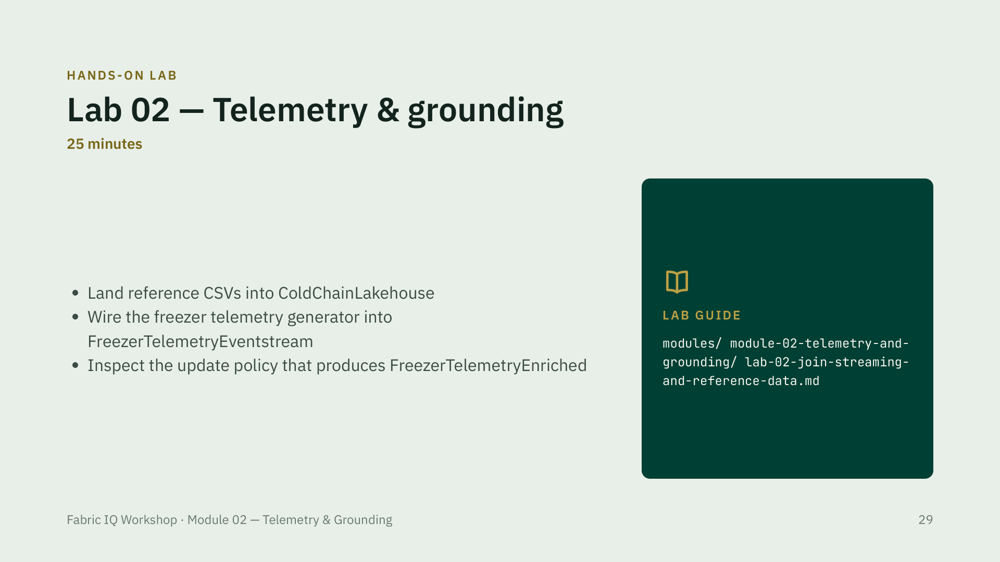 HANDS-ON LAB
Lab 02 — Telemetry & grounding
25 minutes
• Land reference CSVs into ColdChainLakehouse
• Wire the freezer telemetry generator into
FreezerTelemetryEventstream
• Inspect the update policy that produces FreezerTelemetryEnriched
LAB GUIDE
modules/ module-02-telemetry-and-
grounding/ lab-02-join-streaming-
and-reference-data.md
Fabric IQ Workshop · Module 02 — Telemetry & Grounding
29